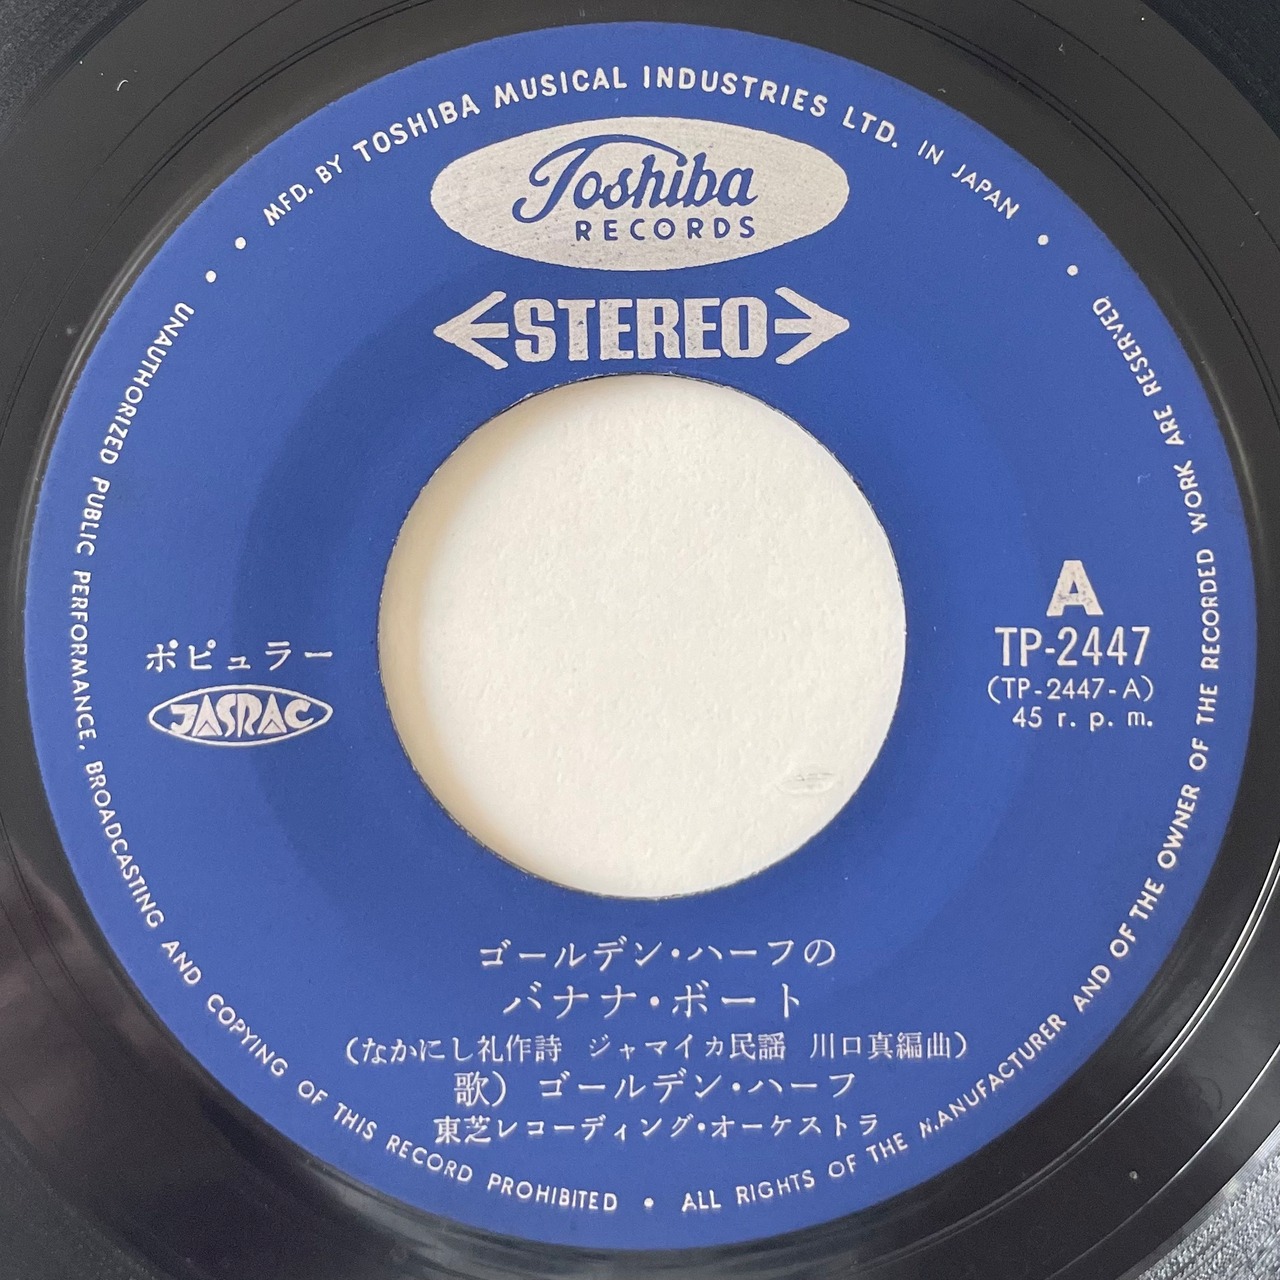 MFD. BY TOSHIBA MUSICAL INDUSTRIES LTD. IN JAPAN
Toshiba
RECORDS
STEREO
ポピュラー
JASRAC
A
TP-2447
(TP-2447-A)
45 r. p. m.
ゴールデン・ハーフの
バナナ・ボート
(なかにし礼作詩 ジャマイカ民謡 川口真編曲)
歌) ゴールデン・ハーフ
東芝レコーディング・オーケストラ
UNAUTHORIZED PUBLIC PERFORMANCE, BROADCASTING AND COPYING OF THIS RECORD PROHIBITED • ALL RIGHTS OF THE MANUFACTURER AND OF THE OWNER OF THE RECORDED WORK ARE RESERVED